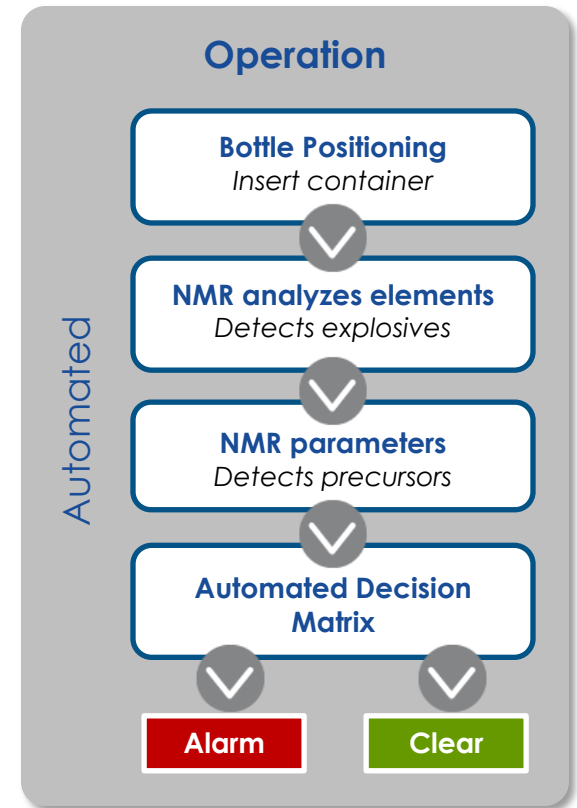 Operation
Automated
Bottle Positioning
Insert container
NMR analyzes elements
Detects explosives
NMR parameters
Detects precursors
Automated Decision
Matrix
Alarm
Clear